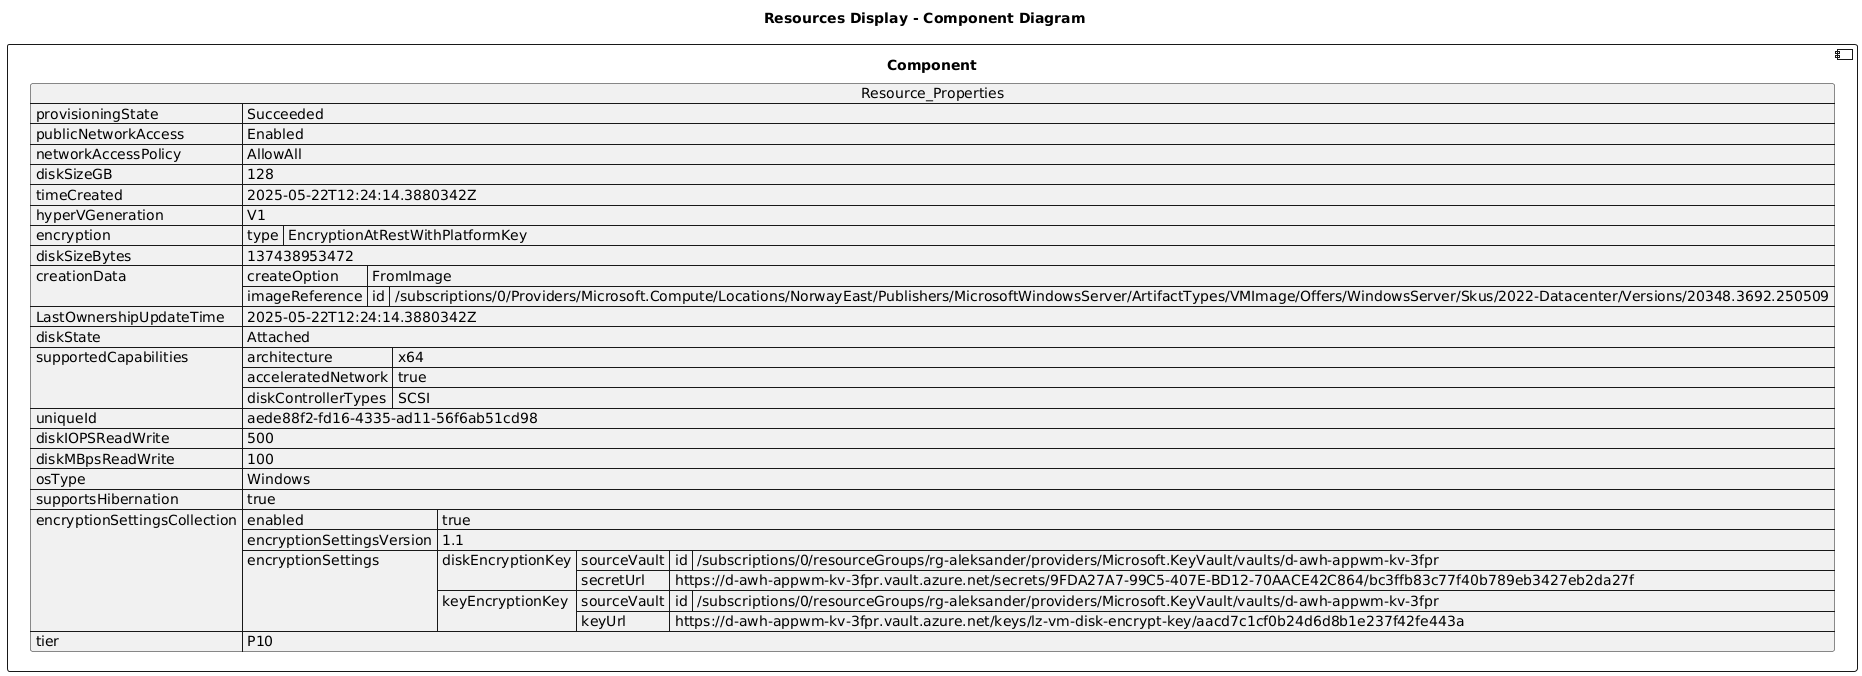 Resources Display - Component Diagram
Component
Resource_Properties
provisioningState Succeeded
publicNetworkAccess Enabled
networkAccessPolicy AllowAll
diskSizeGB 128
timeCreated 2025-05-22T12:24:14.3880342Z
hyperVGeneration V1
encryption type EncryptionAtRestWithPlatformKey
diskSizeBytes 137438953472
creationData createOption FromImage
imageReference id /subscriptions/0/Providers/Microsoft.Compute/Locations/NorwayEast/Publishers/MicrosoftWindowsServer/ArtifactTypes/VMImage/Offers/WindowsServer/Skus/2022-Datacenter/Versions/20348.3692.250509
LastOwnershipUpdateTime 2025-05-22T12:24:14.3880342Z
diskState Attached
supportedCapabilities architecture x64
acceleratedNetwork true
diskControllerTypes SCSI
uniqueId aede88f2-fd16-4335-ad11-56f6ab51cd98
diskIOPSReadWrite 500
diskMBpsReadWrite 100
osType Windows
supportsHibernation true
encryptionSettingsCollection enabled true
encryptionSettingsVersion 1.1
encryptionSettings diskEncryptionKey sourceVault id /subscriptions/0/resourceGroups/rg-aleksander/providers/Microsoft.KeyVault/vaults/d-awh-appwm-kv-3fpr
secretUrl https://d-awh-appwm-kv-3fpr.vault.azure.net/secrets/9FDA27A7-99C5-407E-BD12-70AACE42C864/bc3ffb83c77f40b789eb3427eb2da27f
keyEncryptionKey sourceVault id /subscriptions/0/resourceGroups/rg-aleksander/providers/Microsoft.KeyVault/vaults/d-awh-appwm-kv-3fpr
keyUrl https://d-awh-appwm-kv-3fpr.vault.azure.net/keys/lz-vm-disk-encrypt-key/aacd7c1cf0b24d6d8b1e237f42fe443a
tier P10